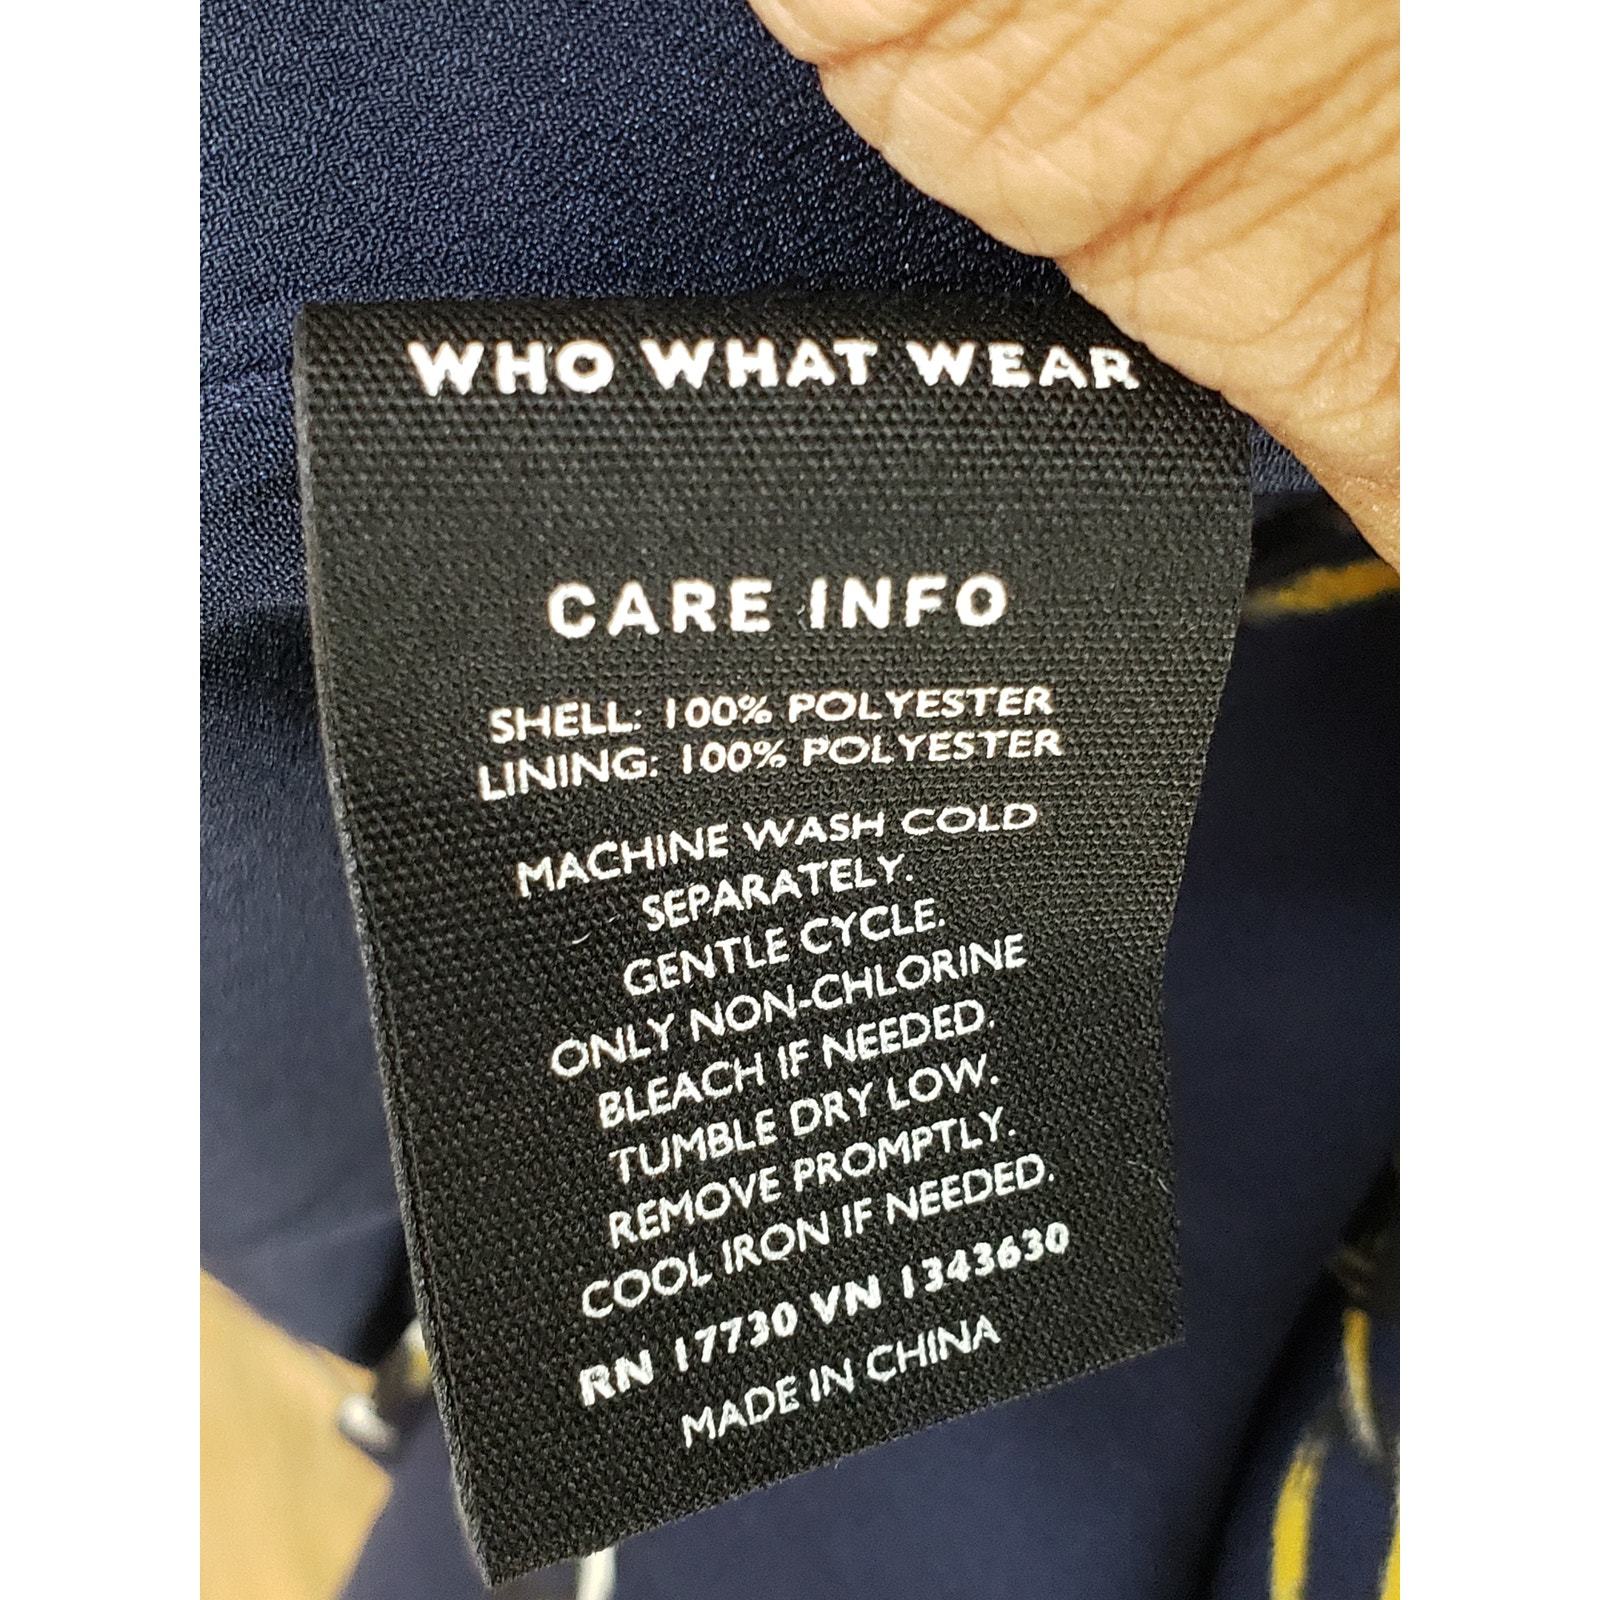 WHO WHAT WEAR
CARE INFO
SHELL: 100% POLYESTER
LINING: 100% POLYESTER
MACHINE WASH COLD
SEPARATELY.
GENTLE CYCLE.
ONLY NON-CHLORINE
BLEACH IF NEEDED.
TUMBLE DRY LOW.
REMOVE PROMPTLY.
COOL IRON IF NEEDED.
RN 17730 VN 1343630
MADE IN CHINA